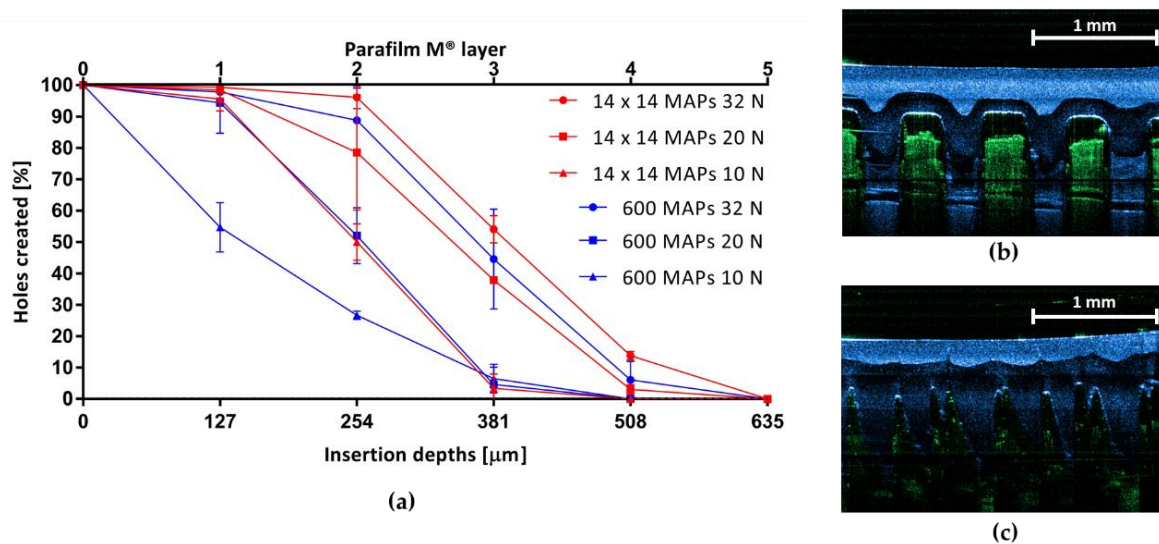 Parafilm M® layer
0 1 2 3 4 5
100
90
80
70
60
50
40
30
20
10
0
Holes created [%]
14 x 14 MAPs 32 N
14 x 14 MAPs 20 N
14 x 14 MAPs 10 N
600 MAPs 32 N
600 MAPs 20 N
600 MAPs 10 N
0 127 254 381 508 635
Insertion depths [μm]
(a)
1 mm
(b)
1 mm
(c)